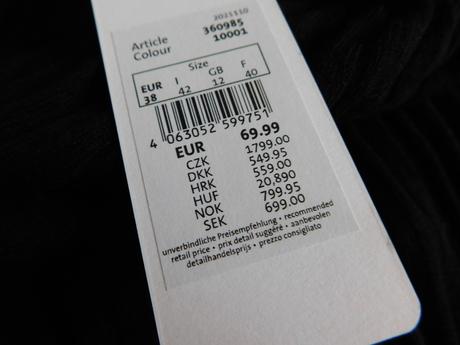 2021110
Article 360985
Colour 10001
Size
EUR I GB F
38 42 12 40
4 063052 599751
EUR 69.99
CZK 1799.00
DKK 549.95
HRK 559.00
HUF 20,890
NOK 799.95
SEK 699.00
unverbindliche Preisempfehlung • recommended
retail price • prix detail suggéré • aanbevolen
detailhandelsprijs • prezzo consigliato